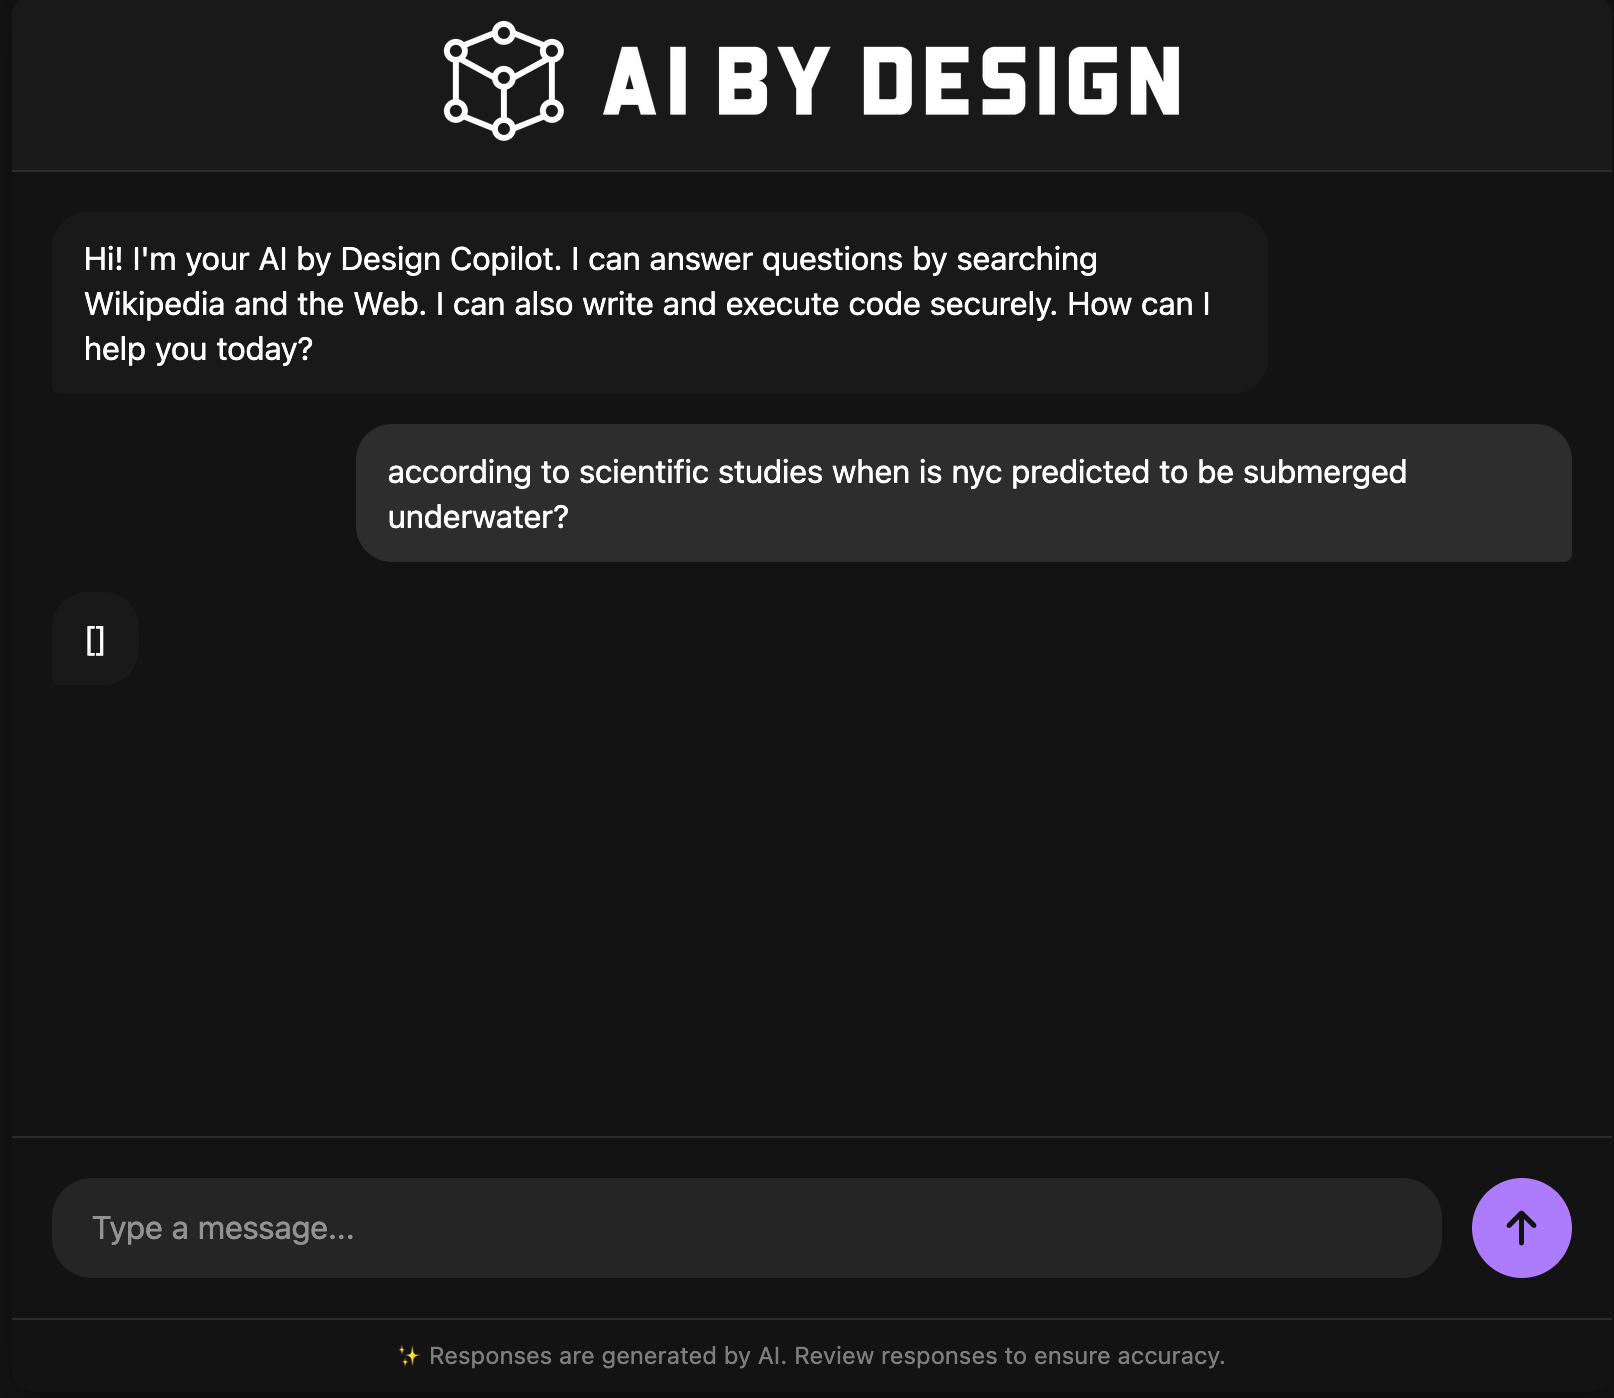 AI BY DESIGN
Hi! I'm your AI by Design Copilot. I can answer questions by searching
Wikipedia and the Web. I can also write and execute code securely. How can I
help you today?
according to scientific studies when is nyc predicted to be submerged
underwater?
[]
Type a message...
✨ Responses are generated by AI. Review responses to ensure accuracy.